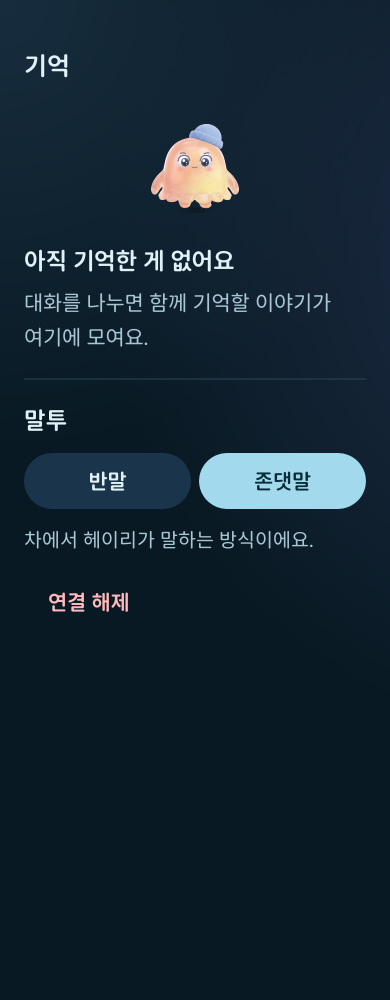 기억
아직 기억한 게 없어요
대화를 나누면 함께 기억할 이야기가
여기에 모여요.
말투
반말
존댓말
차에서 헤이리가 말하는 방식이에요.
연결 해제